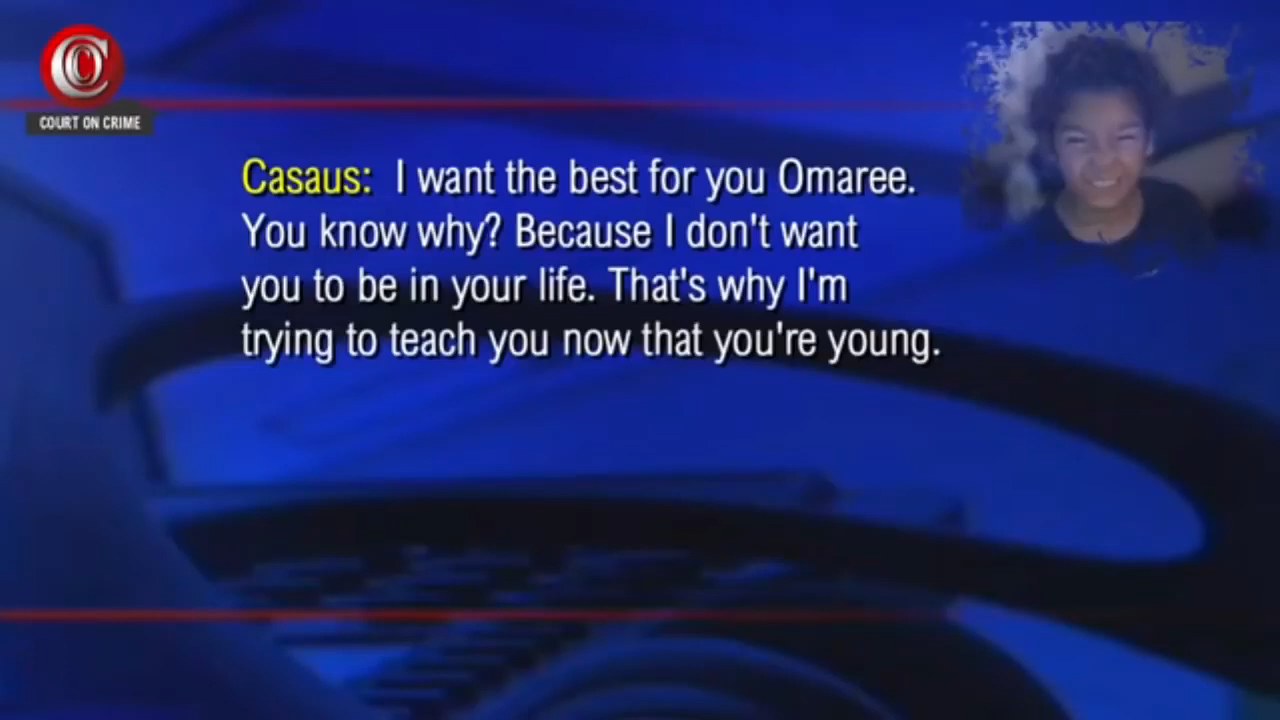 COURT ON CRIME
Casaus: I want the best for you Omaree.
You know why? Because I don't want
you to be in your life. That's why I'm
trying to teach you now that you're young.